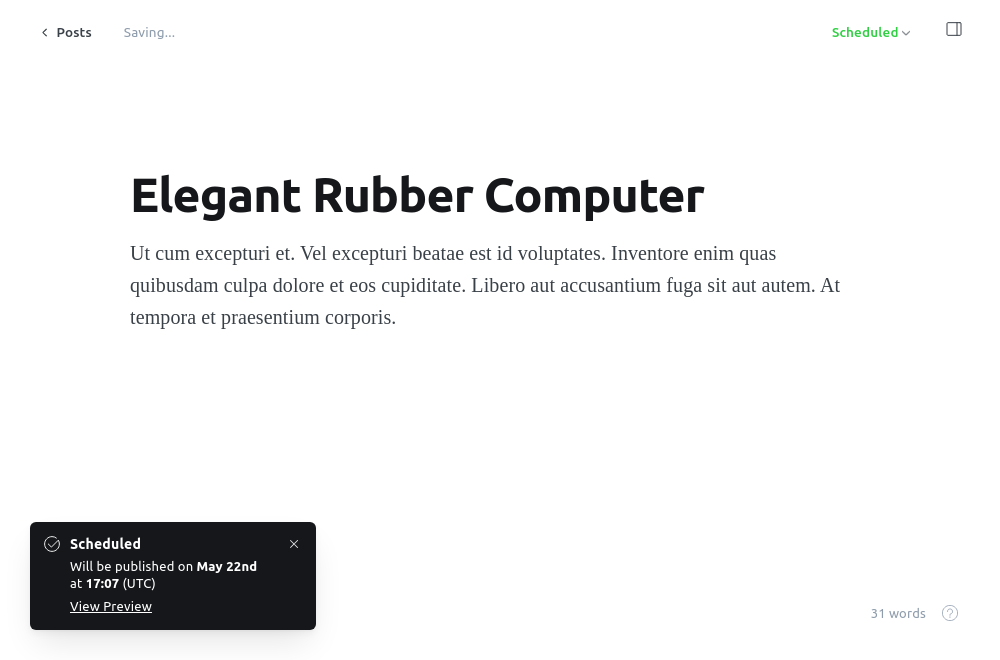 Posts
Saving...
Scheduled
Elegant Rubber Computer
Ut cum excepturi et. Vel excepturi beatae est id voluptates. Inventore enim quas
quibusdam culpa dolore et eos cupiditate. Libero aut accusantium fuga sit aut autem. At
tempora et praesentium corporis.
Scheduled
Will be published on May 22nd
at 17:07 (UTC)
View Preview
31 words